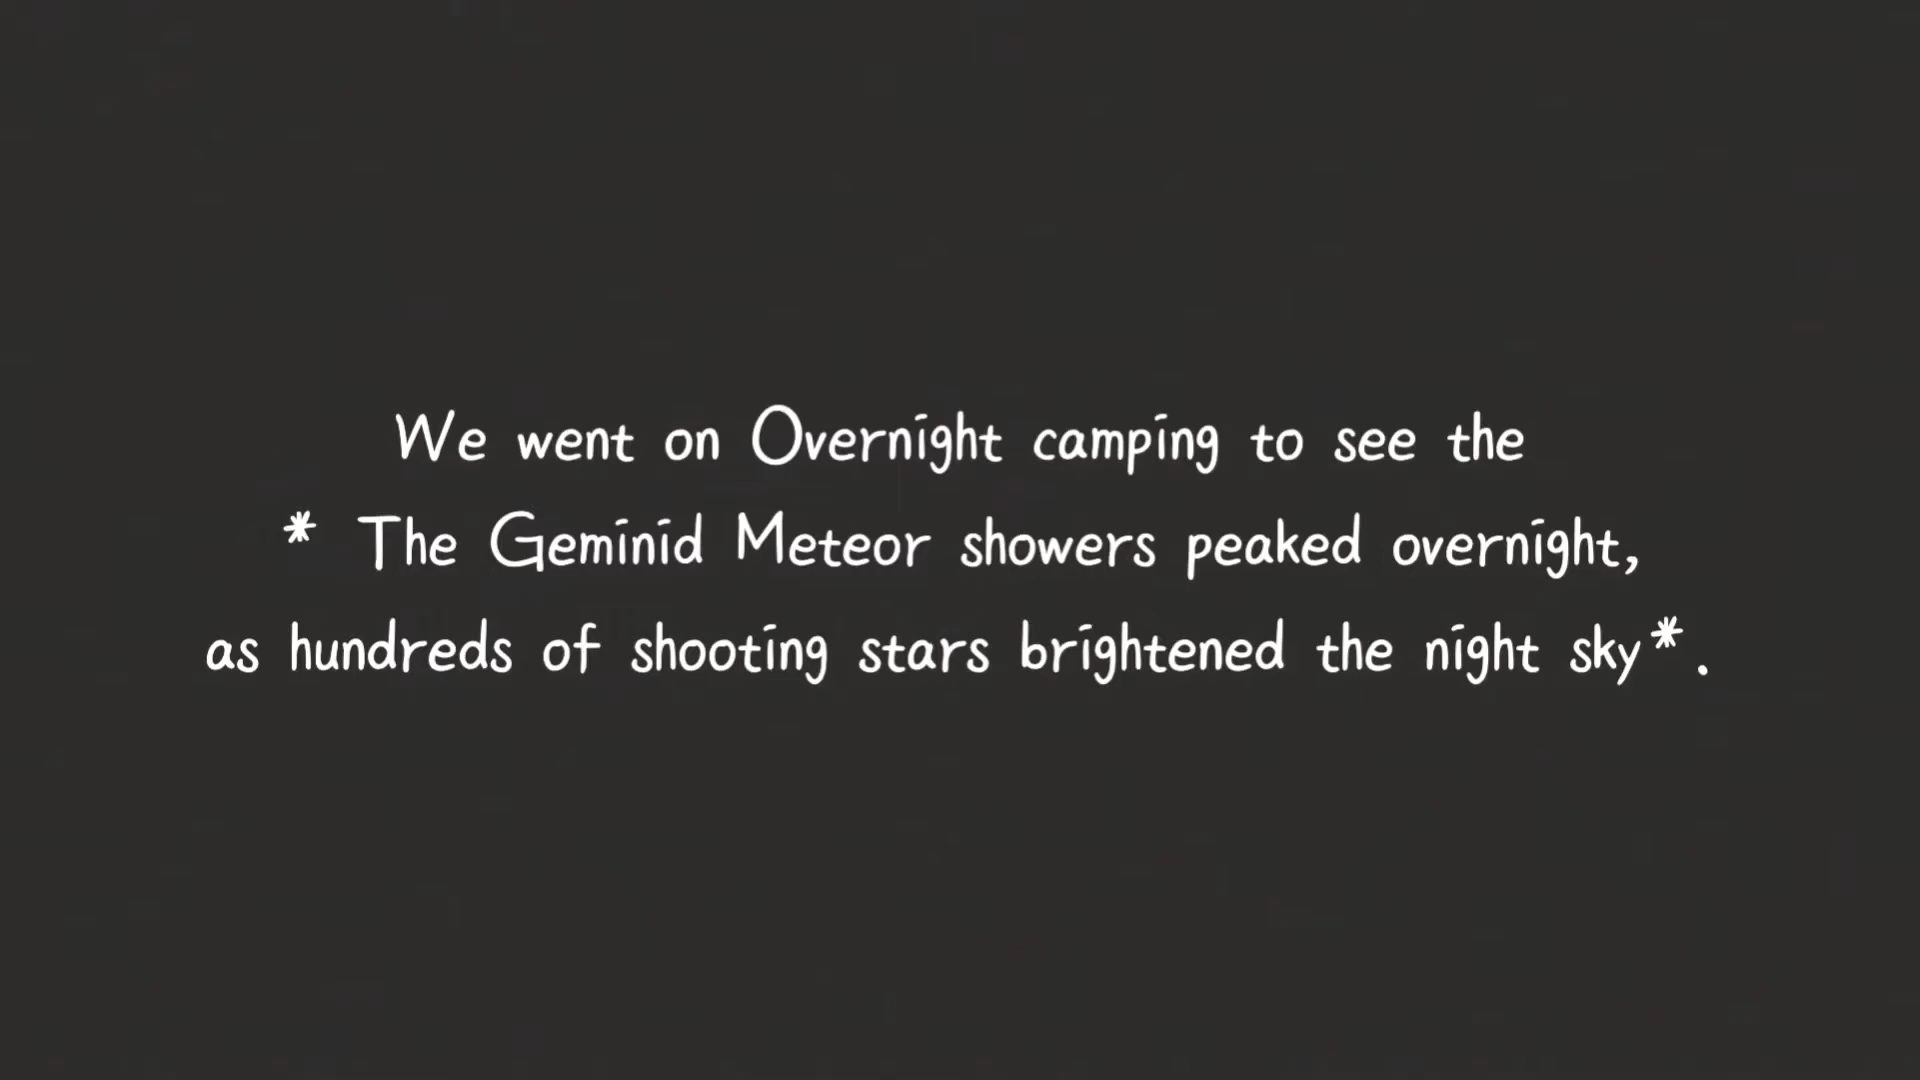 We went on Overnight camping to see the
* The Geminid Meteor showers peaked overnight,
as hundreds of shooting stars brightened the night sky*.